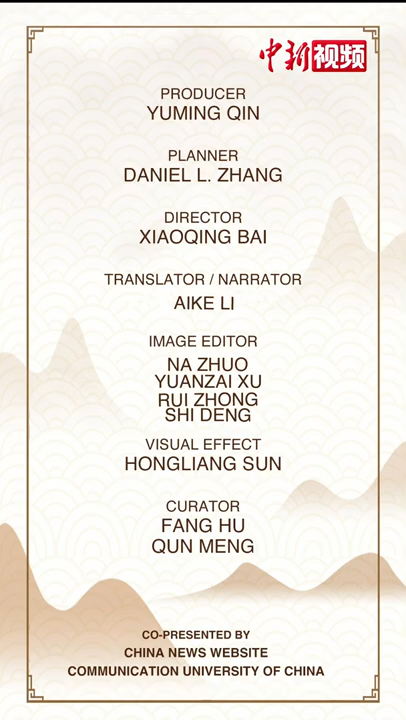 中新视频
PRODUCER
YUMING QIN
PLANNER
DANIEL L. ZHANG
DIRECTOR
XIAOQING BAI
TRANSLATOR / NARRATOR
AIKE LI
IMAGE EDITOR
NA ZHUO
YUANZAI XU
RUI ZHONG
SHI DENG
VISUAL EFFECT
HONGLIANG SUN
CURATOR
FANG HU
QUN MENG
CO-PRESENTED BY
CHINA NEWS WEBSITE
COMMUNICATION UNIVERSITY OF CHINA